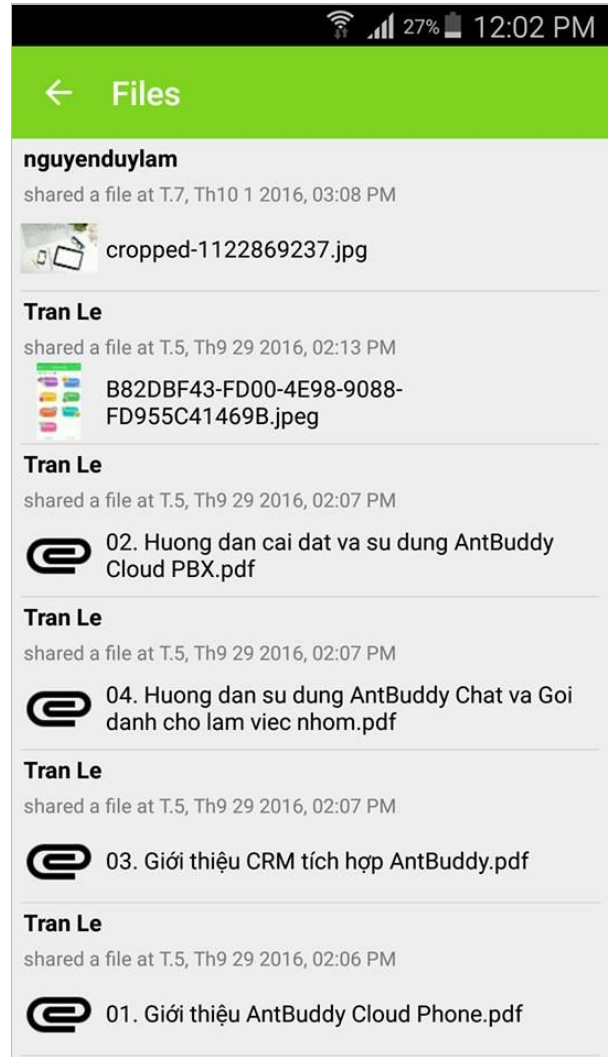 27% 12:02 PM
Files
nguyenduylam
shared a file at T.7, Th10 1 2016, 03:08 PM
cropped-1122869237.jpg
Tran Le
shared a file at T.5, Th9 29 2016, 02:13 PM
B82DBF43-FD00-4E98-9088-
FD955C41469B.jpeg
Tran Le
shared a file at T.5, Th9 29 2016, 02:07 PM
02. Huong dan cai dat va su dung AntBuddy
Cloud PBX.pdf
Tran Le
shared a file at T.5, Th9 29 2016, 02:07 PM
04. Huong dan su dung AntBuddy Chat va Goi
danh cho lam viec nhom.pdf
Tran Le
shared a file at T.5, Th9 29 2016, 02:07 PM
03. Giới thiệu CRM tích hợp AntBuddy.pdf
Tran Le
shared a file at T.5, Th9 29 2016, 02:06 PM
01. Giới thiệu AntBuddy Cloud Phone.pdf